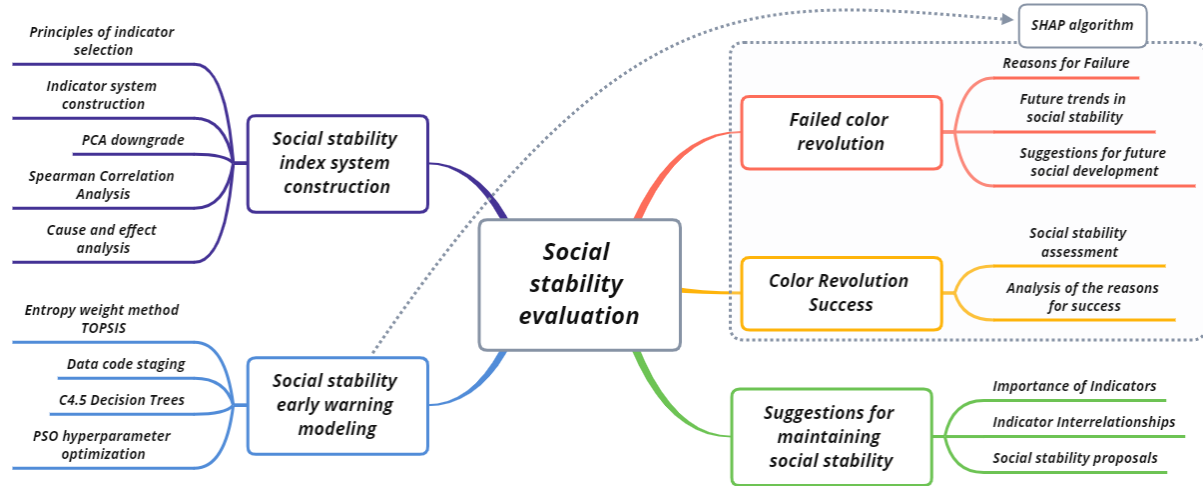 Principles of indicator
selection
Indicator system
construction
PCA downgrade
Spearman Correlation
Analysis
Cause and effect
analysis
Social stability
index system
construction
Entropy weight method
TOPSIS
Data code staging
C4.5 Decision Trees
PSO hyperparameter
optimization
Social stability
early warning
modeling
Social
stability
evaluation
SHAP algorithm
Failed color
revolution
Reasons for Failure
Future trends in
social stability
Suggestions for future
social development
Color Revolution
Success
Social stability
assessment
Analysis of the reasons
for success
Suggestions for
maintaining
social stability
Importance of Indicators
Indicator Interrelationships
Social stability proposals